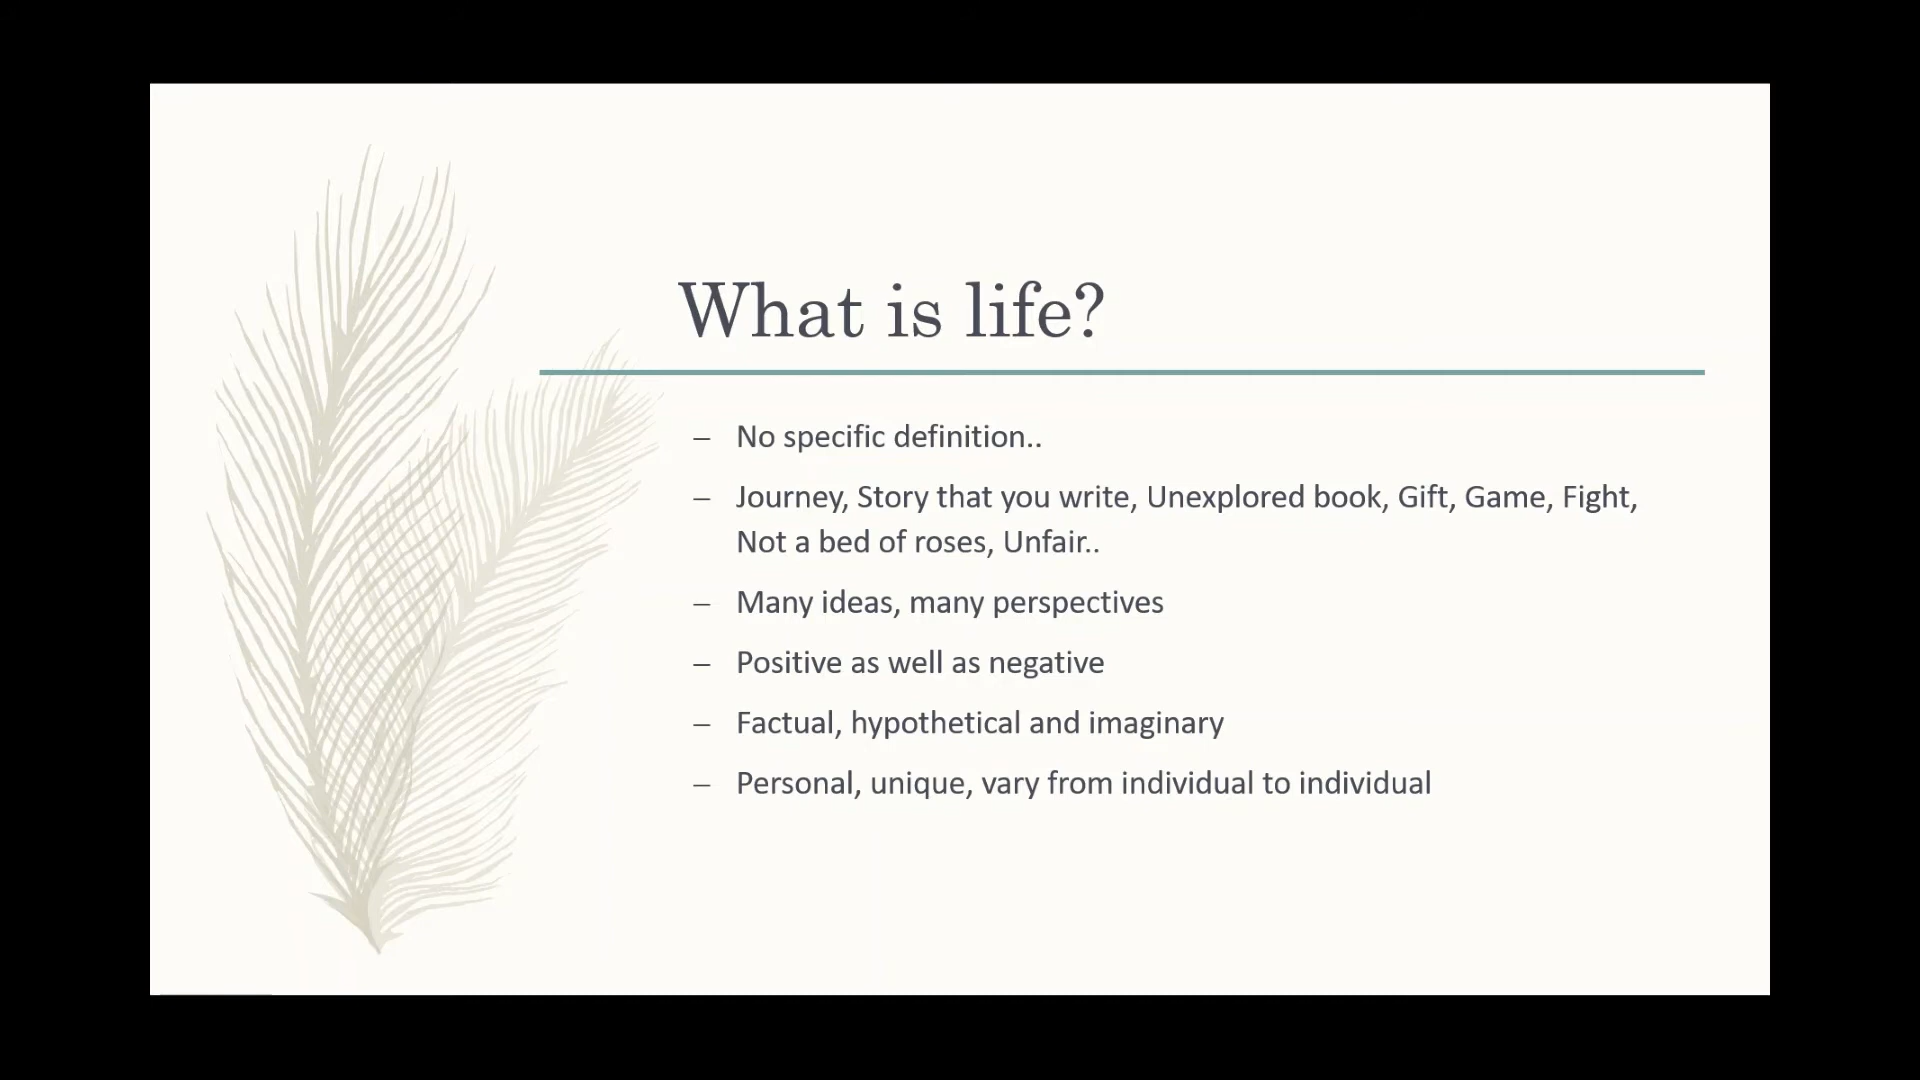 What is life?
– No specific definition..
– Journey, Story that you write, Unexplored book, Gift, Game, Fight,
Not a bed of roses, Unfair..
– Many ideas, many perspectives
– Positive as well as negative
– Factual, hypothetical and imaginary
– Personal, unique, vary from individual to individual